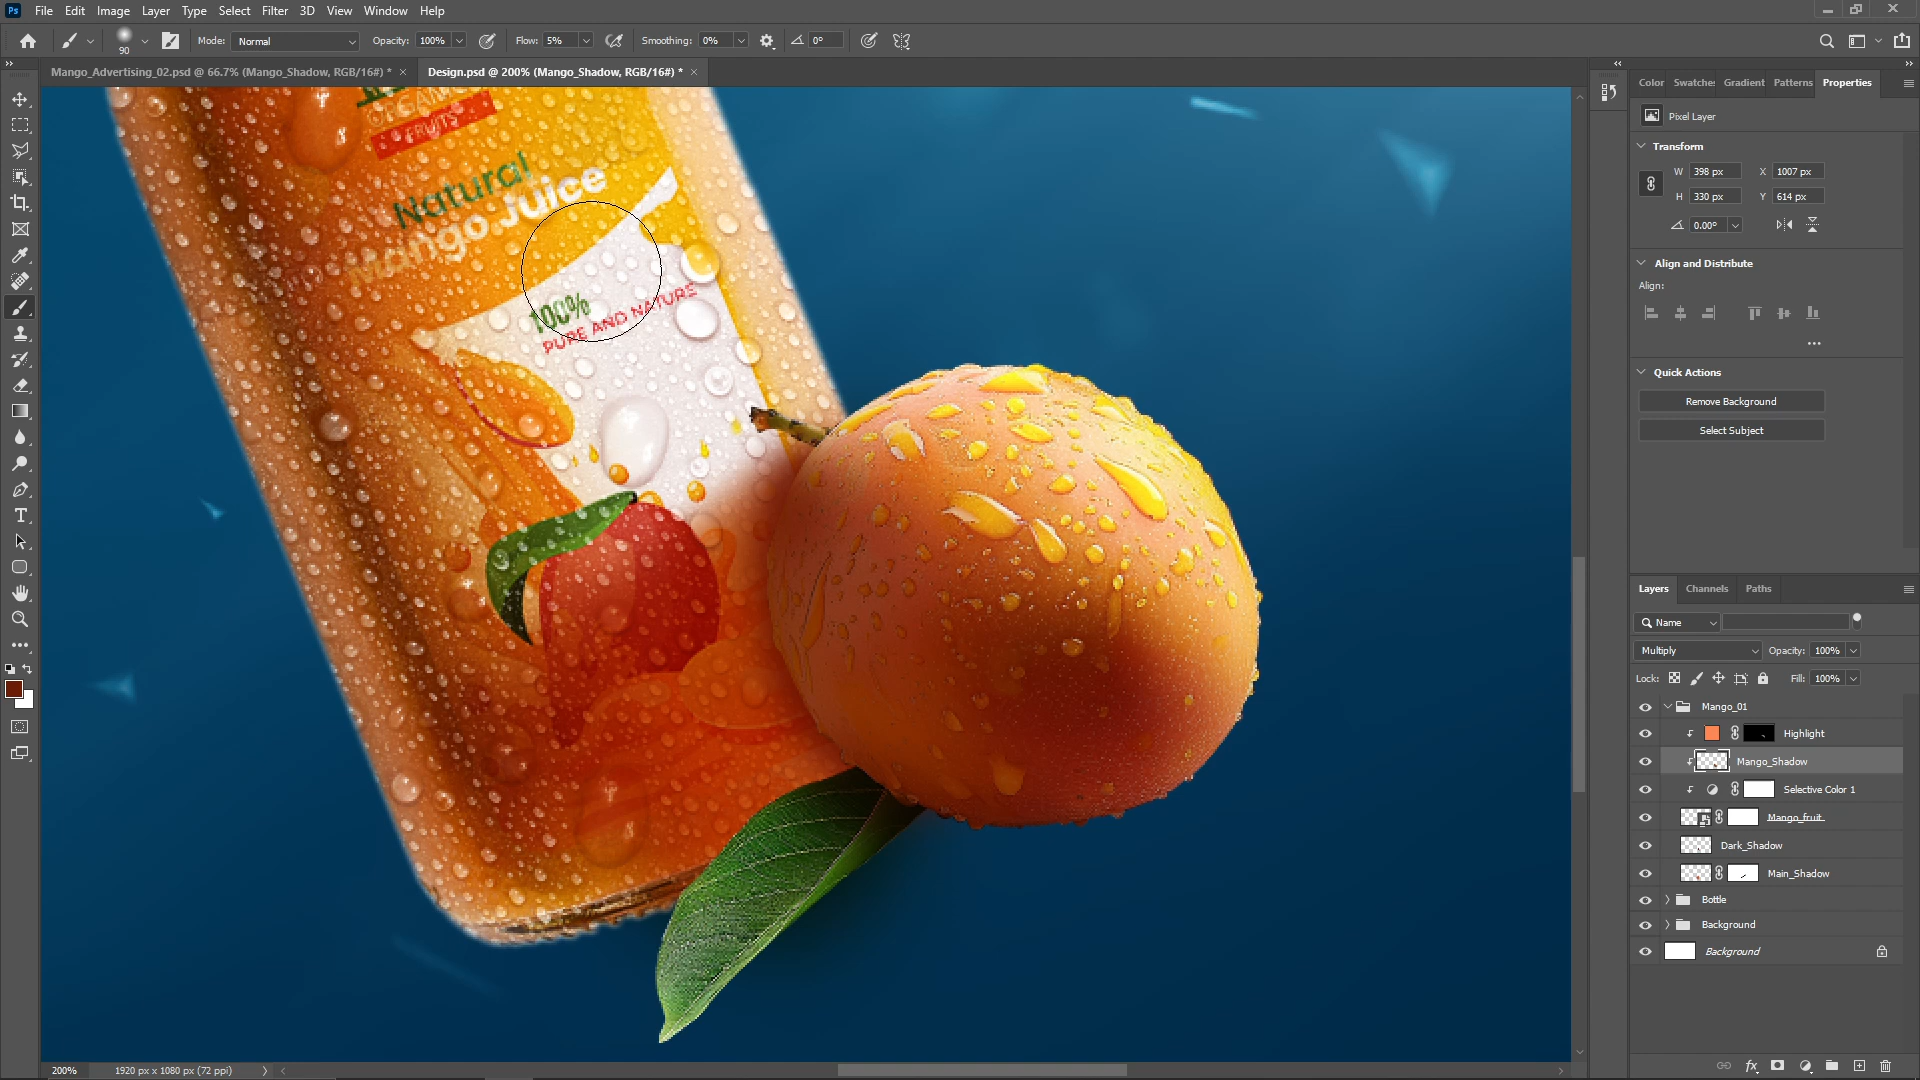 Ps File Edit Image Layer Type Select Filter 3D View Window Help
90 Mode: Normal Opacity: 100% Flow: 5% Smoothing: 0% 0°
Mango_Advertising_02.psd @ 66.7% (Mango_Shadow, RGB/16#) * ×
Design.psd @ 200% (Mango_Shadow, RGB/16#) * ×
FRUITS
Natural
Mango Juice
100%
PURE AND NATURE
Color Swatches Gradient Patterns Properties
Pixel Layer
Transform
W 398 px X 1007 px
H 330 px Y 614 px
0.00°
Align and Distribute
Align:
Quick Actions
Remove Background
Select Subject
Layers Channels Paths
Name
Multiply Opacity: 100%
Lock: Fill: 100%
Mango_01
Highlight
Mango_Shadow
Selective Color 1
Mango_fruit
Dark_Shadow
Main_Shadow
Bottle
Background
Background
200% 1920 px x 1080 px (72 ppi)